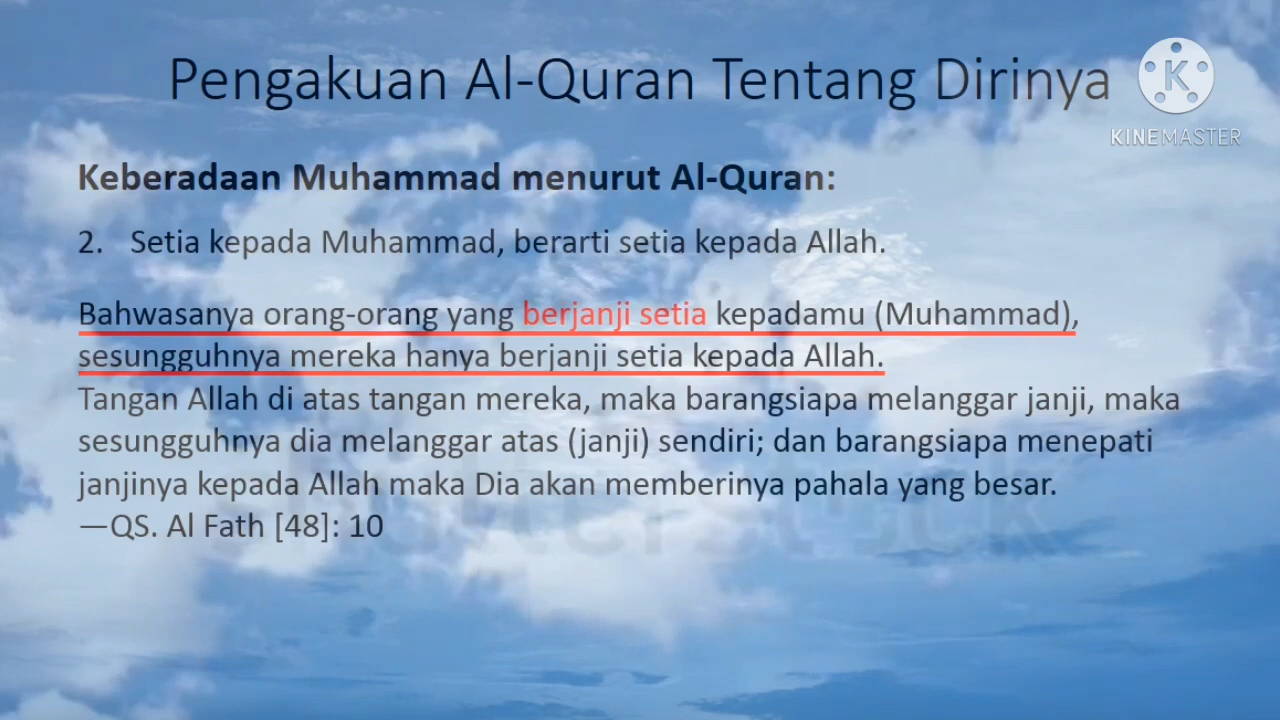 Pengakuan Al-Quran Tentang Dirinya
KINEMASTER
Keberadaan Muhammad menurut Al-Quran:
2. Setia kepada Muhammad, berarti setia kepada Allah.
Bahwasanya orang-orang yang berjanji setia kepadamu (Muhammad),
sesungguhnya mereka hanya berjanji setia kepada Allah.
Tangan Allah di atas tangan mereka, maka barangsiapa melanggar janji, maka
sesungguhnya dia melanggar atas (janji) sendiri; dan barangsiapa menepati
janjinya kepada Allah maka Dia akan memberinya pahala yang besar.
—QS. Al Fath [48]: 10
shutterstock